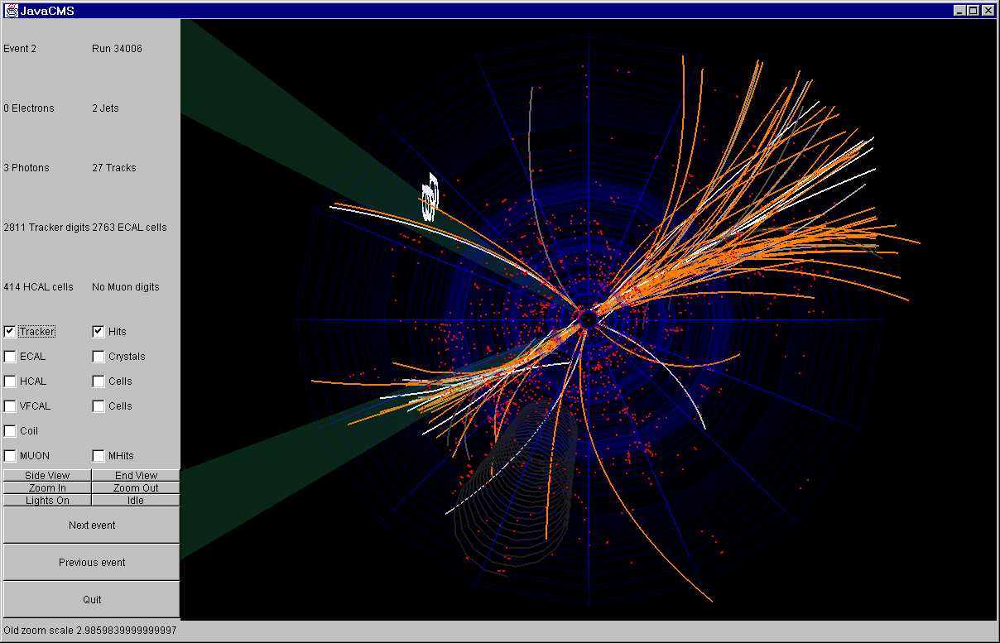 JavaCMS
Event 2 Run 34006
0 Electrons 2 Jets
3 Photons 27 Tracks
2811 Tracker digits 2763 ECAL cells
414 HCAL cells No Muon digits
Tracker Hits
ECAL Crystals
HCAL Cells
VFCAL Cells
Coil
MUON MHits
Side View End View
Zoom In Zoom Out
Lights On Idle
Next event
Previous event
Quit
Old zoom scale 2.9859839999999997